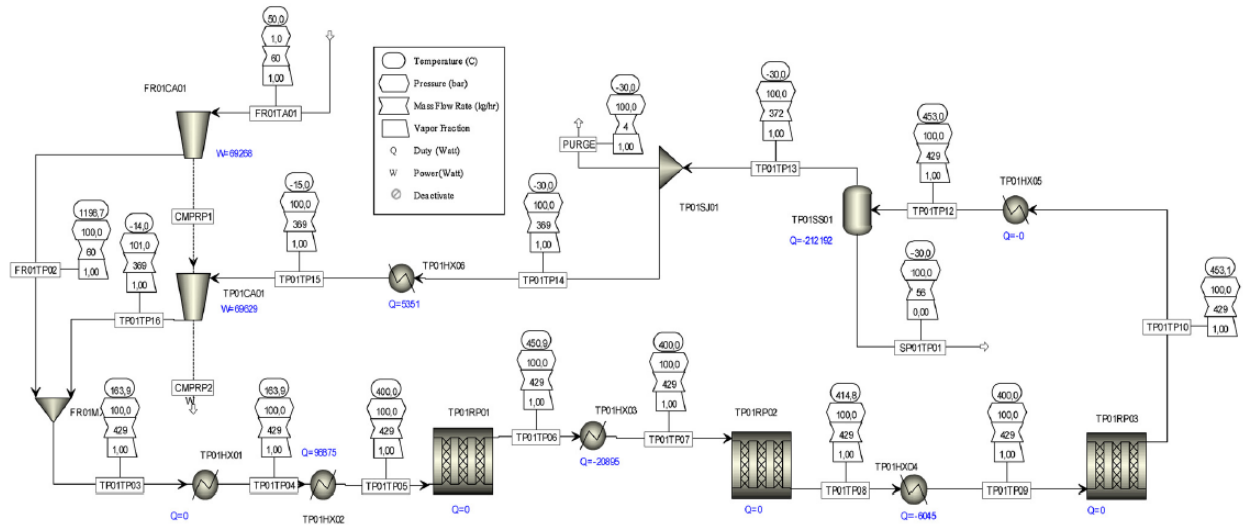 50,0
1,0
60
1,00
FR01CA01
FR01TA01
W=69266
Temperature (C)
Pressure (bar)
Mass Flow Rate (kg/hr)
Vapor Fraction
Q Duty (Watt)
W Power(Watt)
Deactivate
-30,0
100,0
4
1,00
PURGE
TP01SJ01
-30,0
100,0
372
1,00
TP01TP13
453,0
100,0
429
1,00
TP01TP12
TP01HX05
Q=-0
TP01SS01
Q=-212192
1198,7
100,0
60
1,00
FR01TP02
-14,0
101,0
369
1,00
TP01TP16
CMPRP1
TP01CA01
W=69629
-15,0
100,0
369
1,00
TP01TP15
TP01HX06
Q=5351
-30,0
100,0
369
1,00
TP01TP14
-30,0
100,0
56
0,00
SP01TP01
453,1
100,0
429
1,00
TP01TP10
CMPRP2
W
FR01M
163,9
100,0
429
1,00
TP01TP03
TP01HX01
Q=0
163,9
100,0
429
1,00
TP01TP04
Q=96875
TP01HX02
400,0
100,0
429
1,00
TP01TP05
TP01RP01
Q=0
450,9
100,0
429
1,00
TP01TP06
TP01HX03
Q=-20895
400,0
100,0
429
1,00
TP01TP07
TP01RP02
Q=0
414,8
100,0
429
1,00
TP01TP08
TP01HX04
Q=-6045
400,0
100,0
429
1,00
TP01TP09
TP01RP03
Q=0